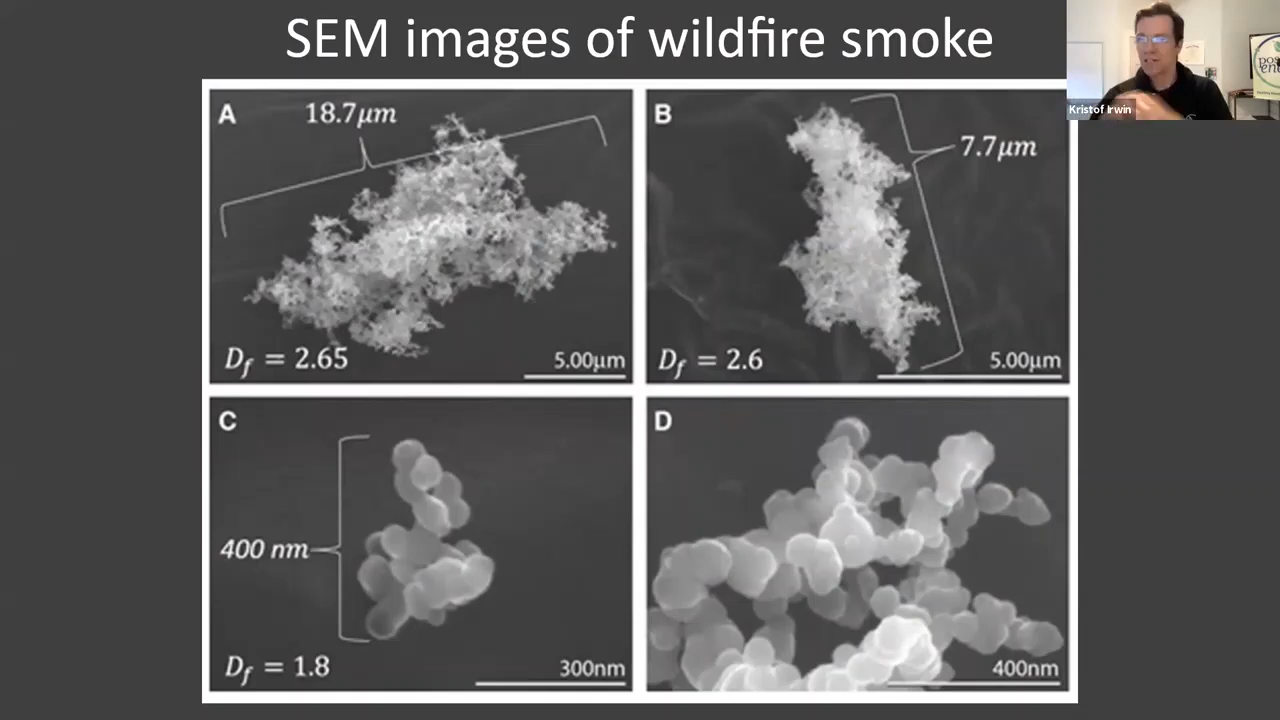 SEM images of wildfire smoke
Kristof Irwin
A
18.7μm
D_f = 2.65
5.00μm
B
7.7μm
D_f = 2.6
5.00μm
C
400 nm
D_f = 1.8
300nm
D
400nm